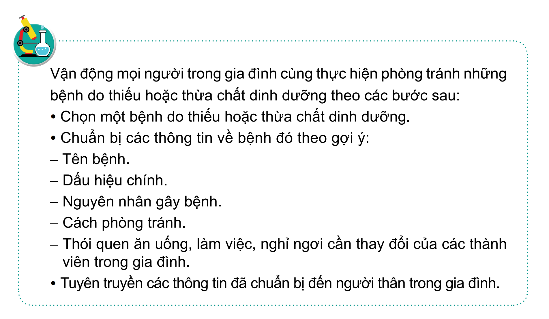 Vận động mọi người trong gia đình cùng thực hiện phòng tránh những
bệnh do thiếu hoặc thừa chất dinh dưỡng theo các bước sau:
• Chọn một bệnh do thiếu hoặc thừa chất dinh dưỡng.
• Chuẩn bị các thông tin về bệnh đó theo gợi ý:
– Tên bệnh.
– Dấu hiệu chính.
– Nguyên nhân gây bệnh.
– Cách phòng tránh.
– Thói quen ăn uống, làm việc, nghỉ ngơi cần thay đổi của các thành
viên trong gia đình.
• Tuyên truyền các thông tin đã chuẩn bị đến người thân trong gia đình.